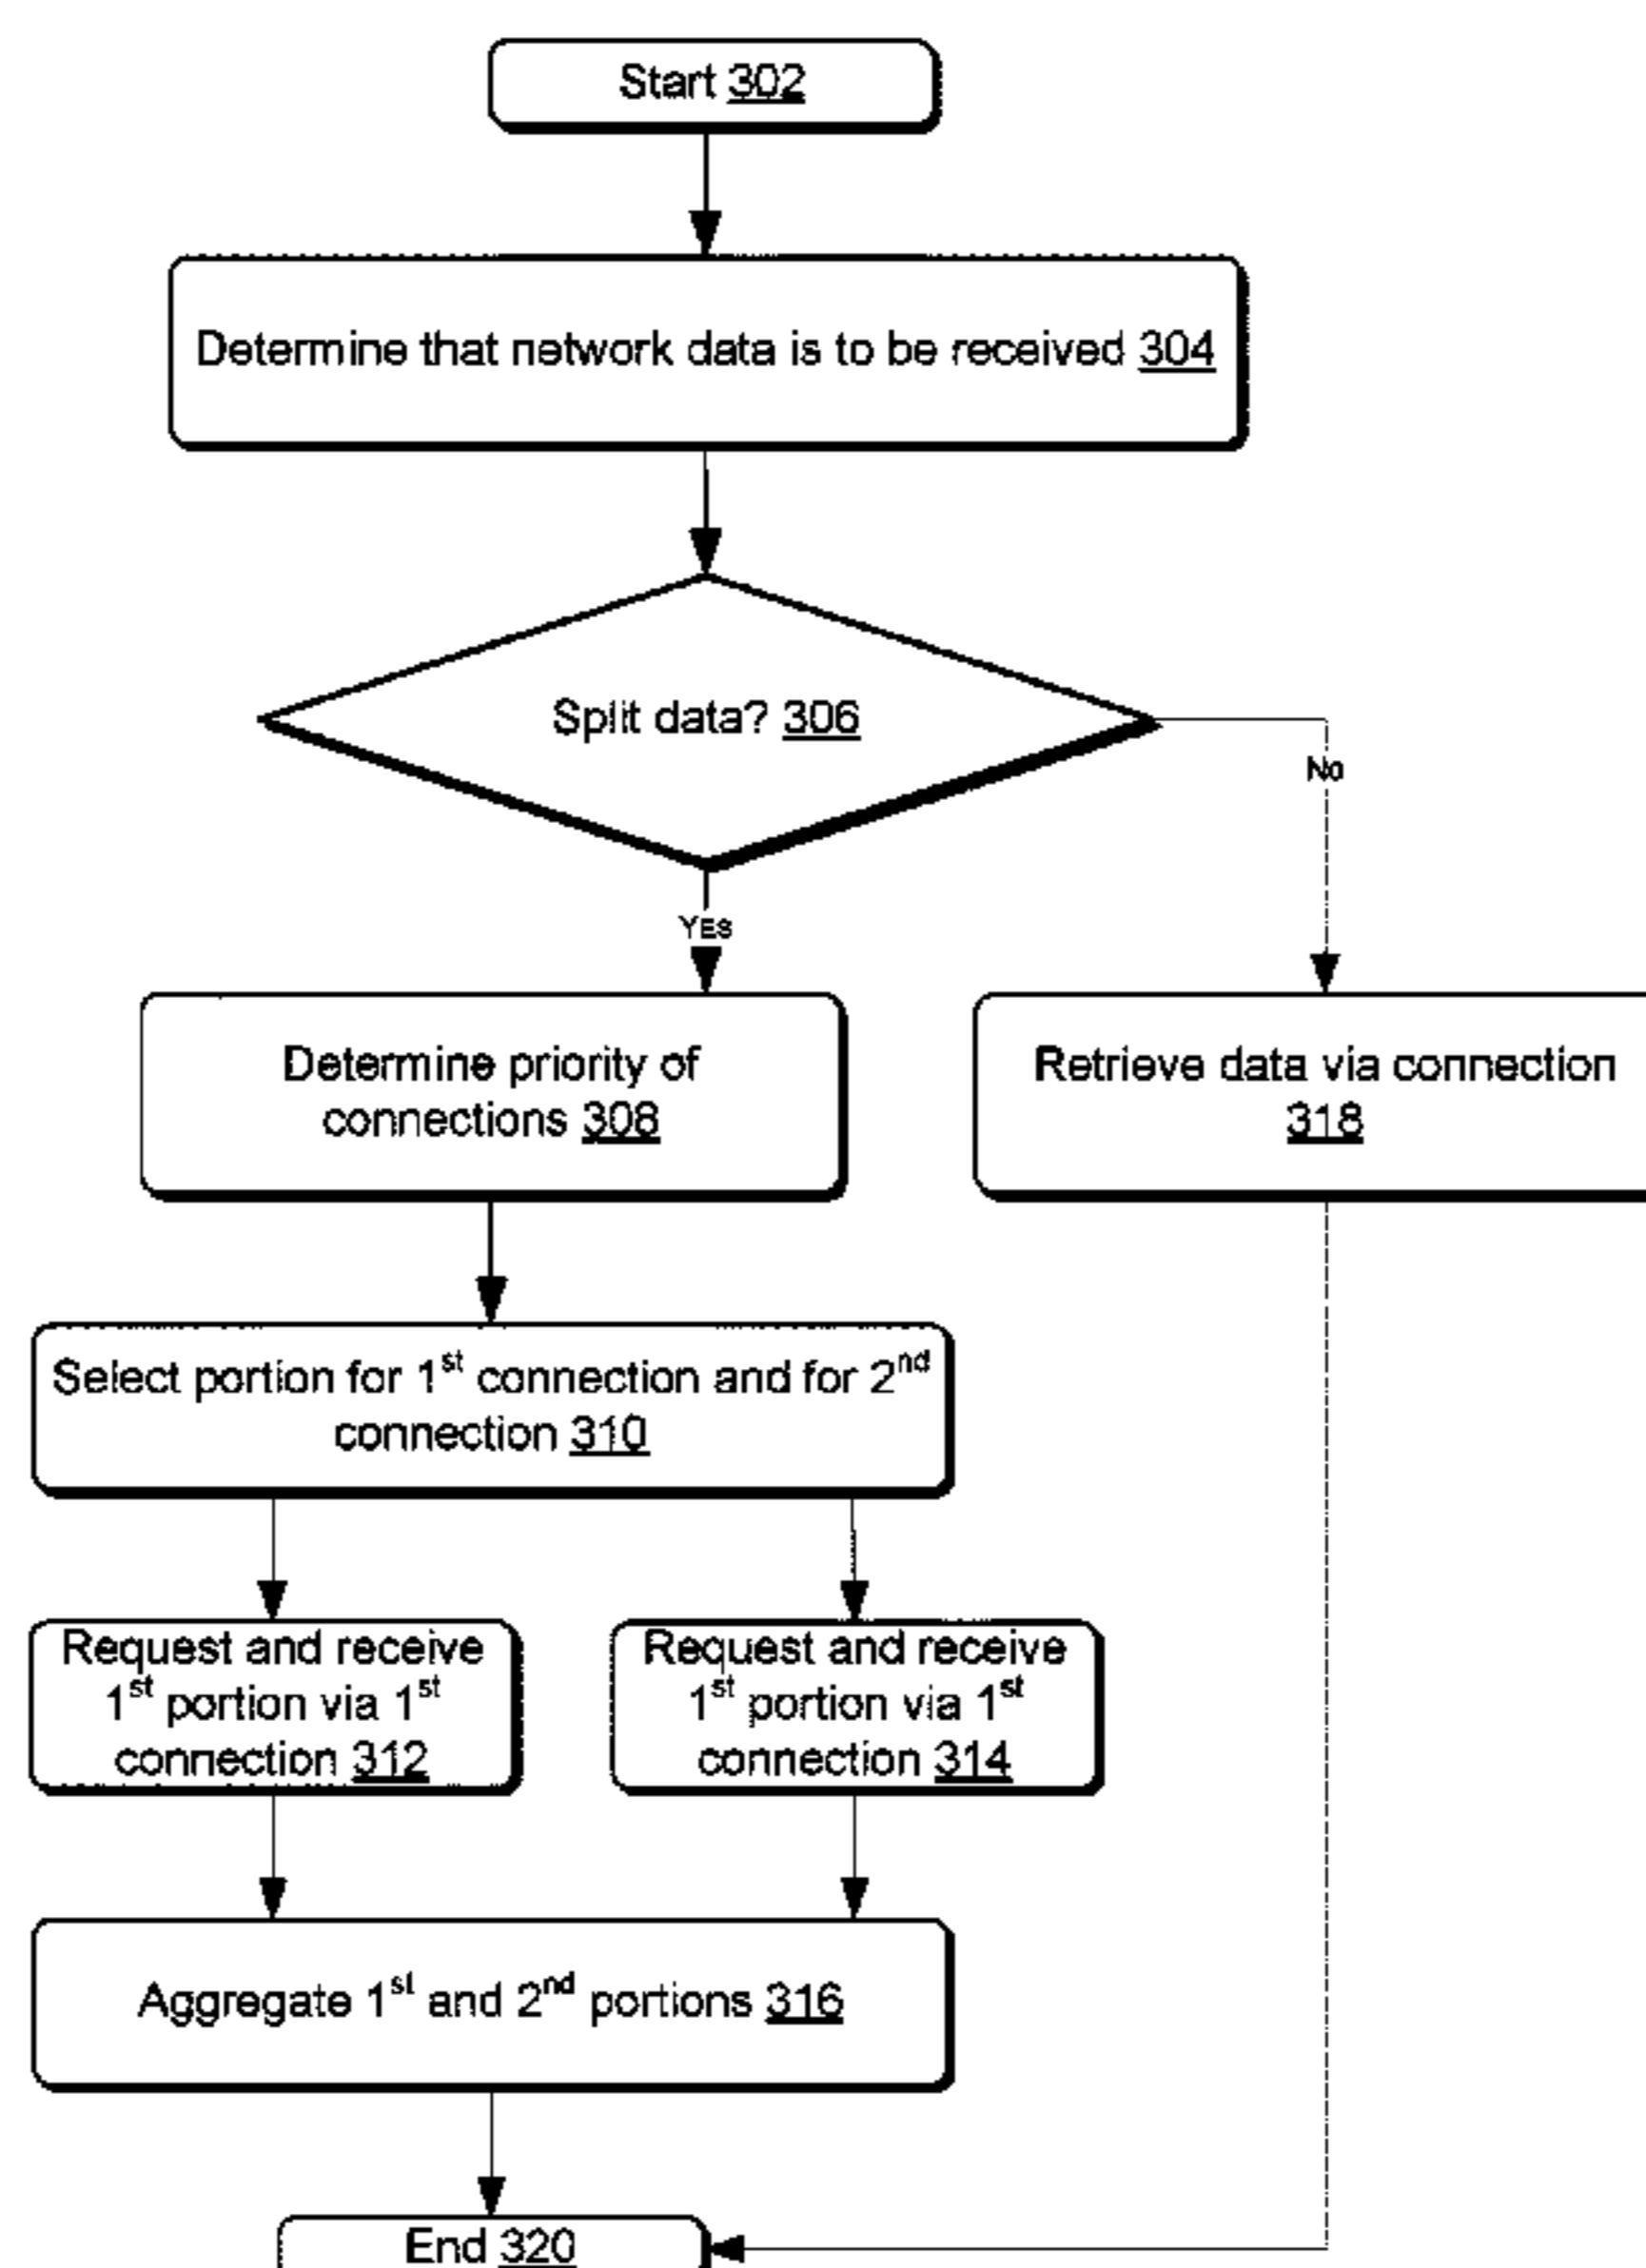 Start 302
Determine that network data is to be received 304
Split data? 306
No
YES
Determine priority of
connections 308
Retrieve data via connection
318
Select portion for 1st connection and for 2nd
connection 310
Request and receive
1st portion via 1st
connection 312
Request and receive
1st portion via 1st
connection 314
Aggregate 1st and 2nd portions 316
End 320